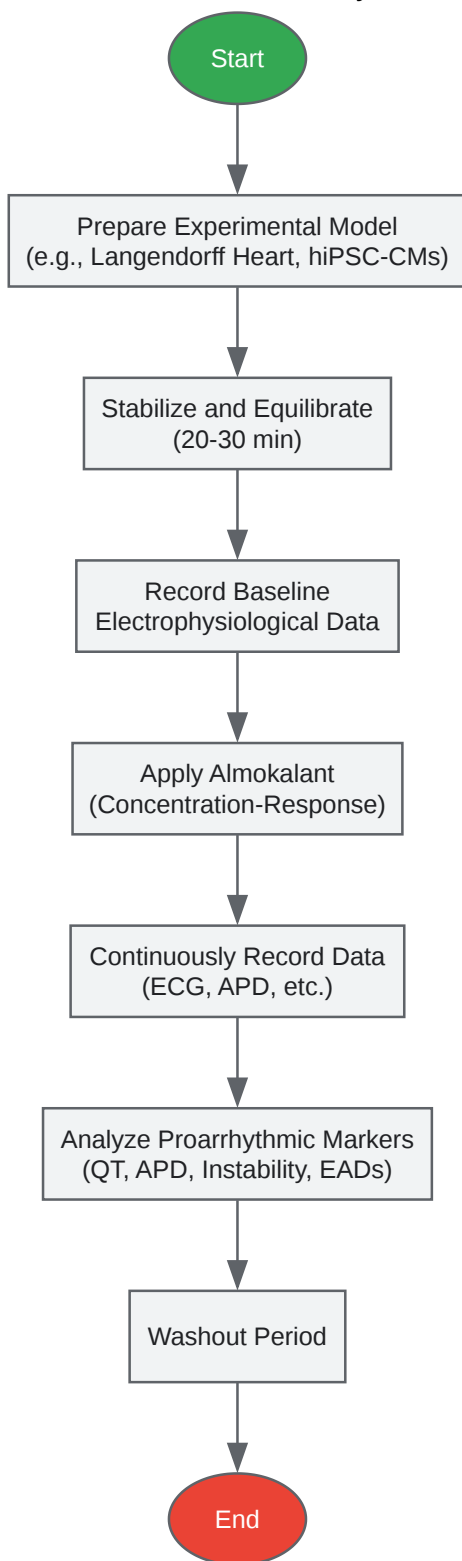 Start
Prepare Experimental Model
(e.g., Langendorff Heart, hiPSC-CMs)
Stabilize and Equilibrate
(20-30 min)
Record Baseline
Electrophysiological Data
Apply Almokalant
(Concentration-Response)
Continuously Record Data
(ECG, APD, etc.)
Analyze Proarrhythmic Markers
(QT, APD, Instability, EADs)
Washout Period
End